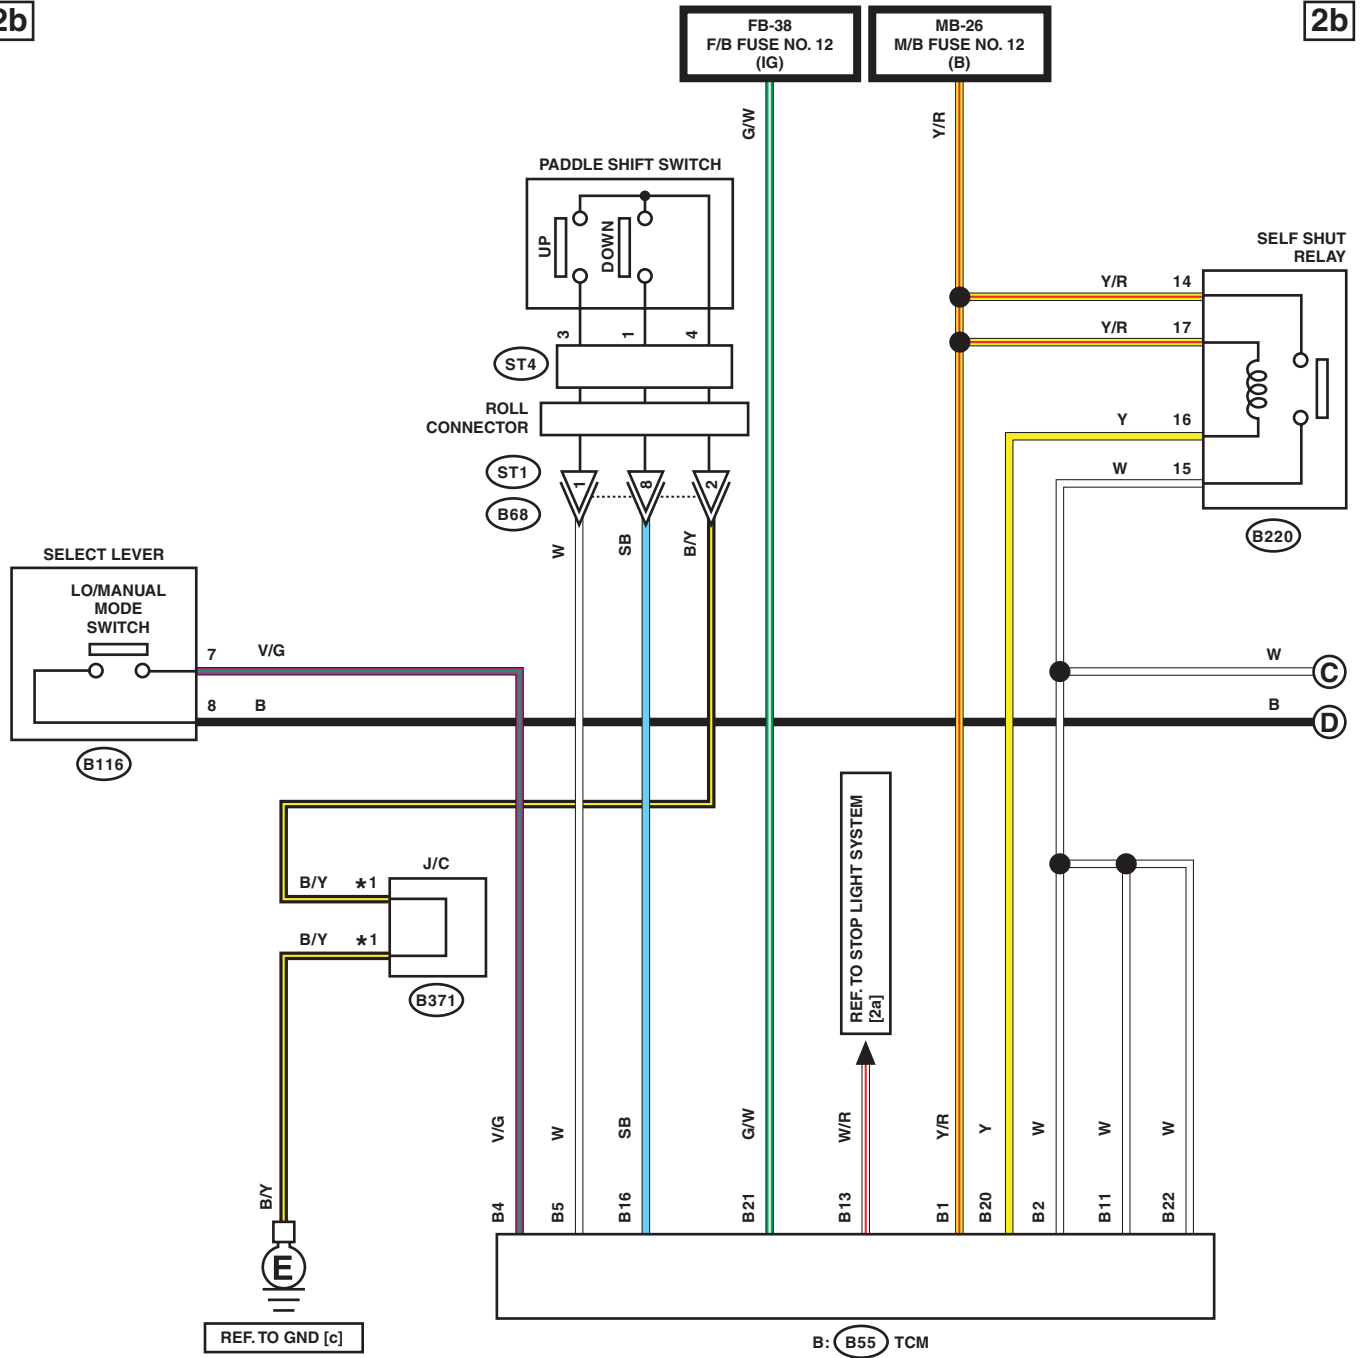 2b
2b
FB-38
F/B FUSE NO. 12
(IG)
MB-26
M/B FUSE NO. 12
(B)
G/W
Y/R
PADDLE SHIFT SWITCH
UP
DOWN
3
1
4
ST4
ROLL
CONNECTOR
ST1
1
8
2
B68
W
SB
B/Y
SELF SHUT
RELAY
Y/R 14
Y/R 17
Y 16
W 15
B220
SELECT LEVER
LO/MANUAL
MODE
SWITCH
7 V/G
8 B
B116
W C
B D
J/C
B/Y *1
B/Y *1
B371
REF. TO STOP LIGHT SYSTEM
[2a]
V/G
W
SB
G/W
W/R
Y/R
Y
W
W
W
B/Y
B4
B5
B16
B21
B13
B1
B20
B2
B11
B22
E
REF. TO GND [c]
B: B55 TCM